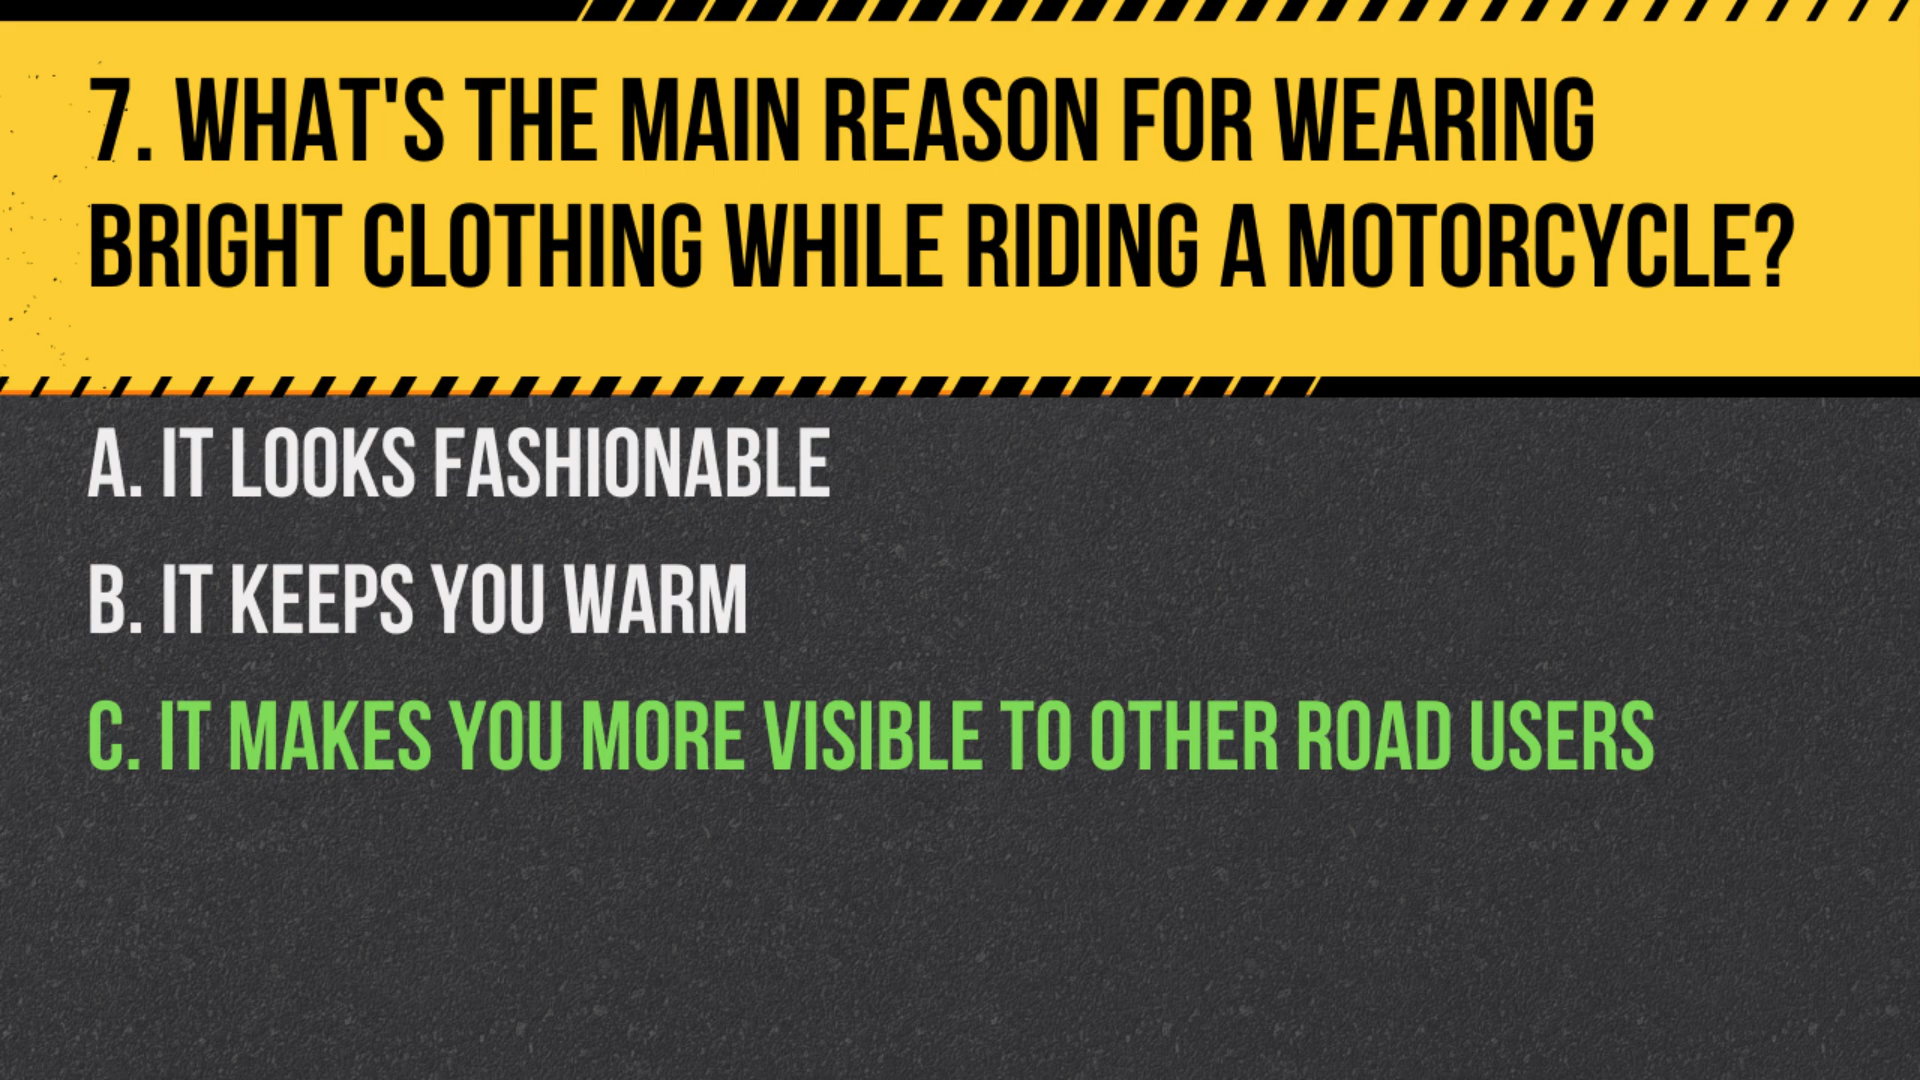 7. WHAT'S THE MAIN REASON FOR WEARING
BRIGHT CLOTHING WHILE RIDING A MOTORCYCLE?
A. IT LOOKS FASHIONABLE
B. IT KEEPS YOU WARM
C. IT MAKES YOU MORE VISIBLE TO OTHER ROAD USERS